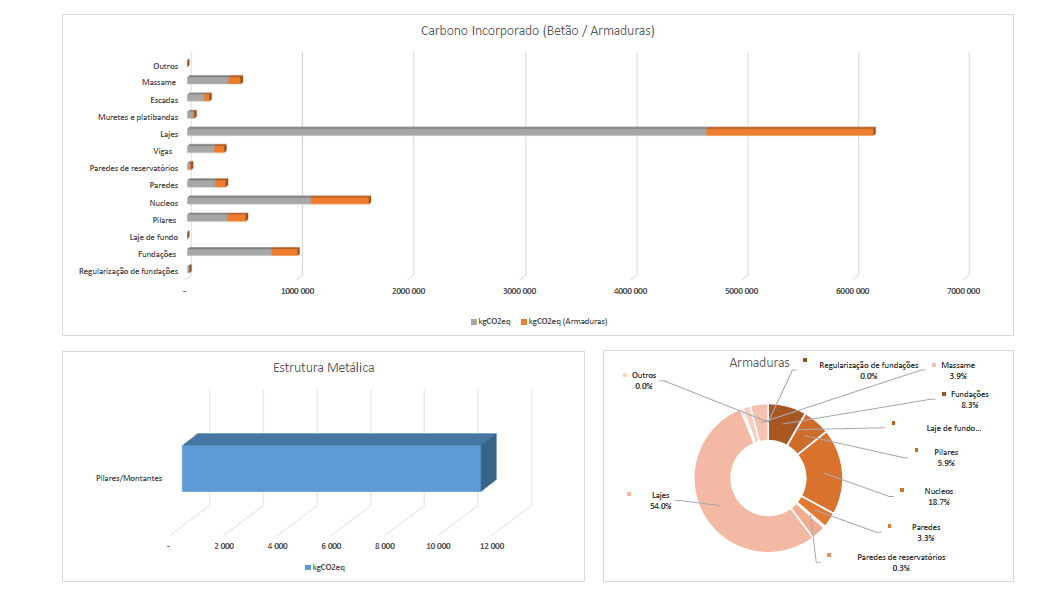 Carbono Incorporado (Betão / Armaduras)
Outros
Massame
Escadas
Muretes e platibandas
Lajes
Vigas
Paredes de reservatórios
Paredes
Nucleos
Pilares
Laje de fundo
Fundações
Regularização de fundações
- 1000 000 2000 000 3000 000 4000 000 5000 000 6000 000 7000 000
kgCO2eq kgCO2eq (Armaduras)
Estrutura Metálica
Pilares/Montantes
- 2 000 4 000 6 000 8 000 10 000 12 000
kgCO2eq
Armaduras
Regularização de fundações
0.0%
Massame
3.9%
Outros
0.0%
Fundações
8.3%
Laje de fundo...
Pilares
5.9%
Nucleos
18.7%
Lajes
54.0%
Paredes
3.3%
Paredes de reservatórios
0.3%